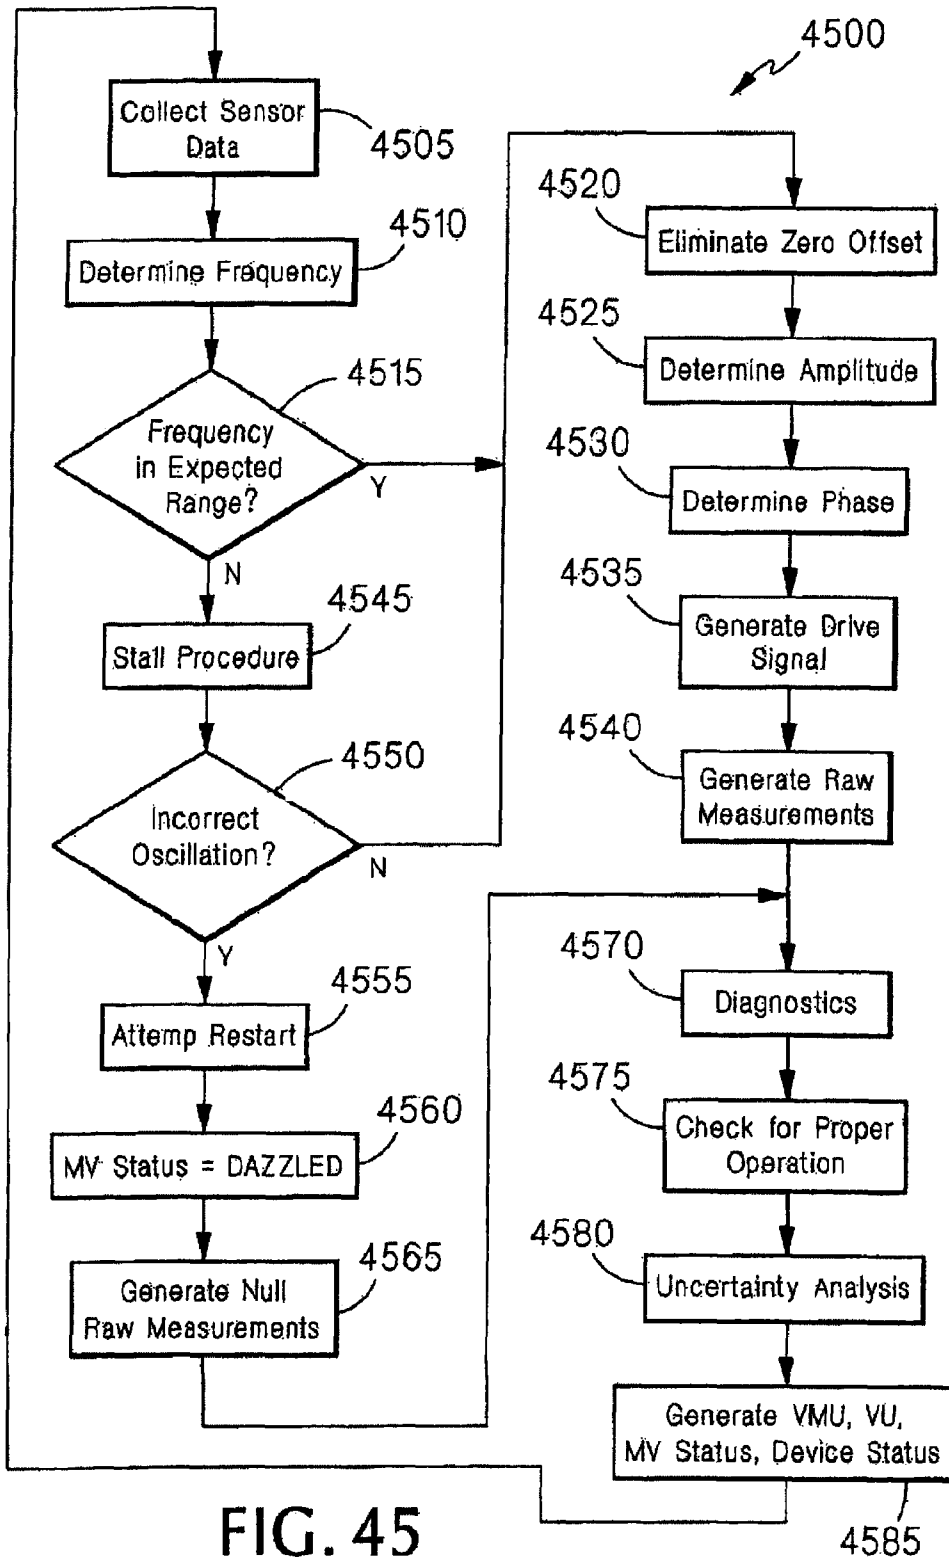 4500
Collect Sensor
Data
4505
4510
Determine Frequency
4515
Frequency
in Expected
Range?
Y
N
4545
Stall Procedure
4550
Incorrect
Oscillation?
N
Y
4555
Attemp Restart
4560
MV Status = DAZZLED
4565
Generate Null
Raw Measurements
4520
Eliminate Zero Offset
4525
Determine Amplitude
4530
Determine Phase
4535
Generate Drive
Signal
4540
Generate Raw
Measurements
4570
Diagnostics
4575
Check for Proper
Operation
4580
Uncertainty Analysis
Generate VMU, VU,
MV Status, Device Status
4585
FIG. 45